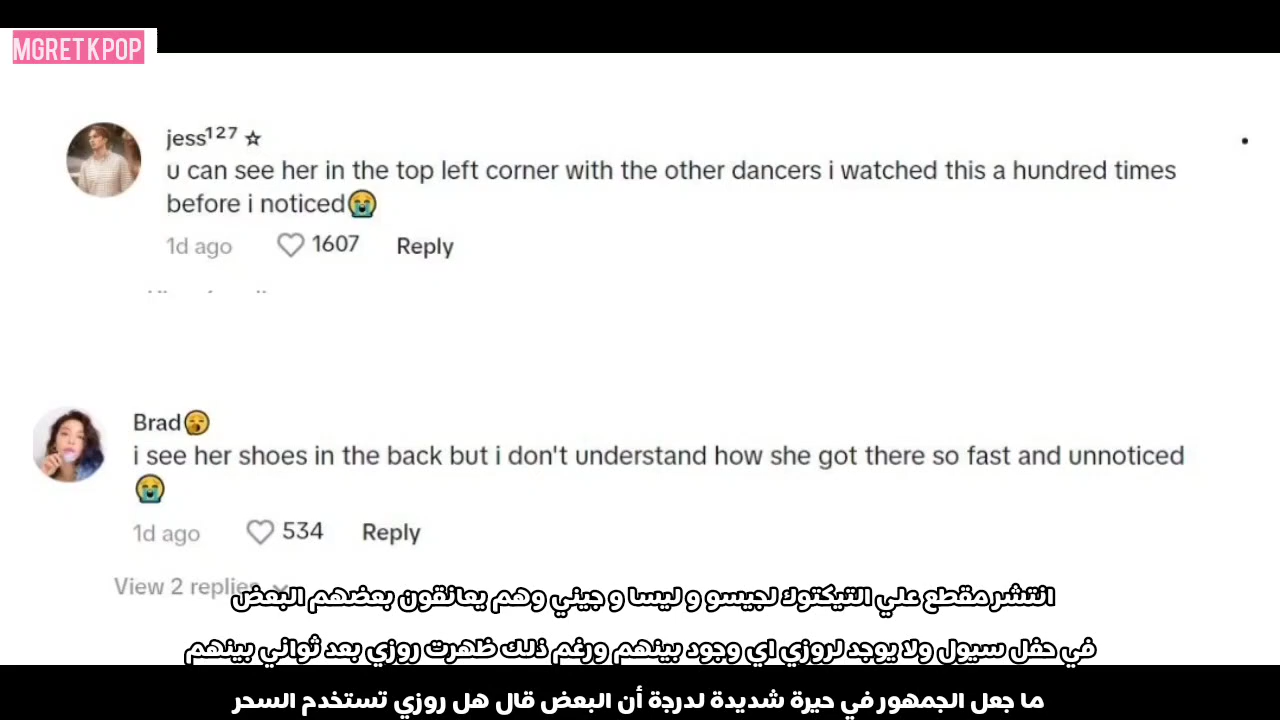 MGRETKPOP
jess¹²⁷ ☆
u can see her in the top left corner with the other dancers i watched this a hundred times
before i noticed😭
1d ago 1607 Reply
Brad😲
i see her shoes in the back but i don't understand how she got there so fast and unnoticed
😭
1d ago 534 Reply
View 2 replies
انتشر مقطع علي التيكتوك لجيسو و ليسا و جيني وهم يعانقون بعضهم البعض
في حفل سيول ولا يوجد لروزي اي وجود بينهم ورغم ذلك ظهرت روزي بعد ثواني بينهم
ما جعل الجمهور في حيرة شديدة لدرجة أن البعض قال هل روزي تستخدم السحر